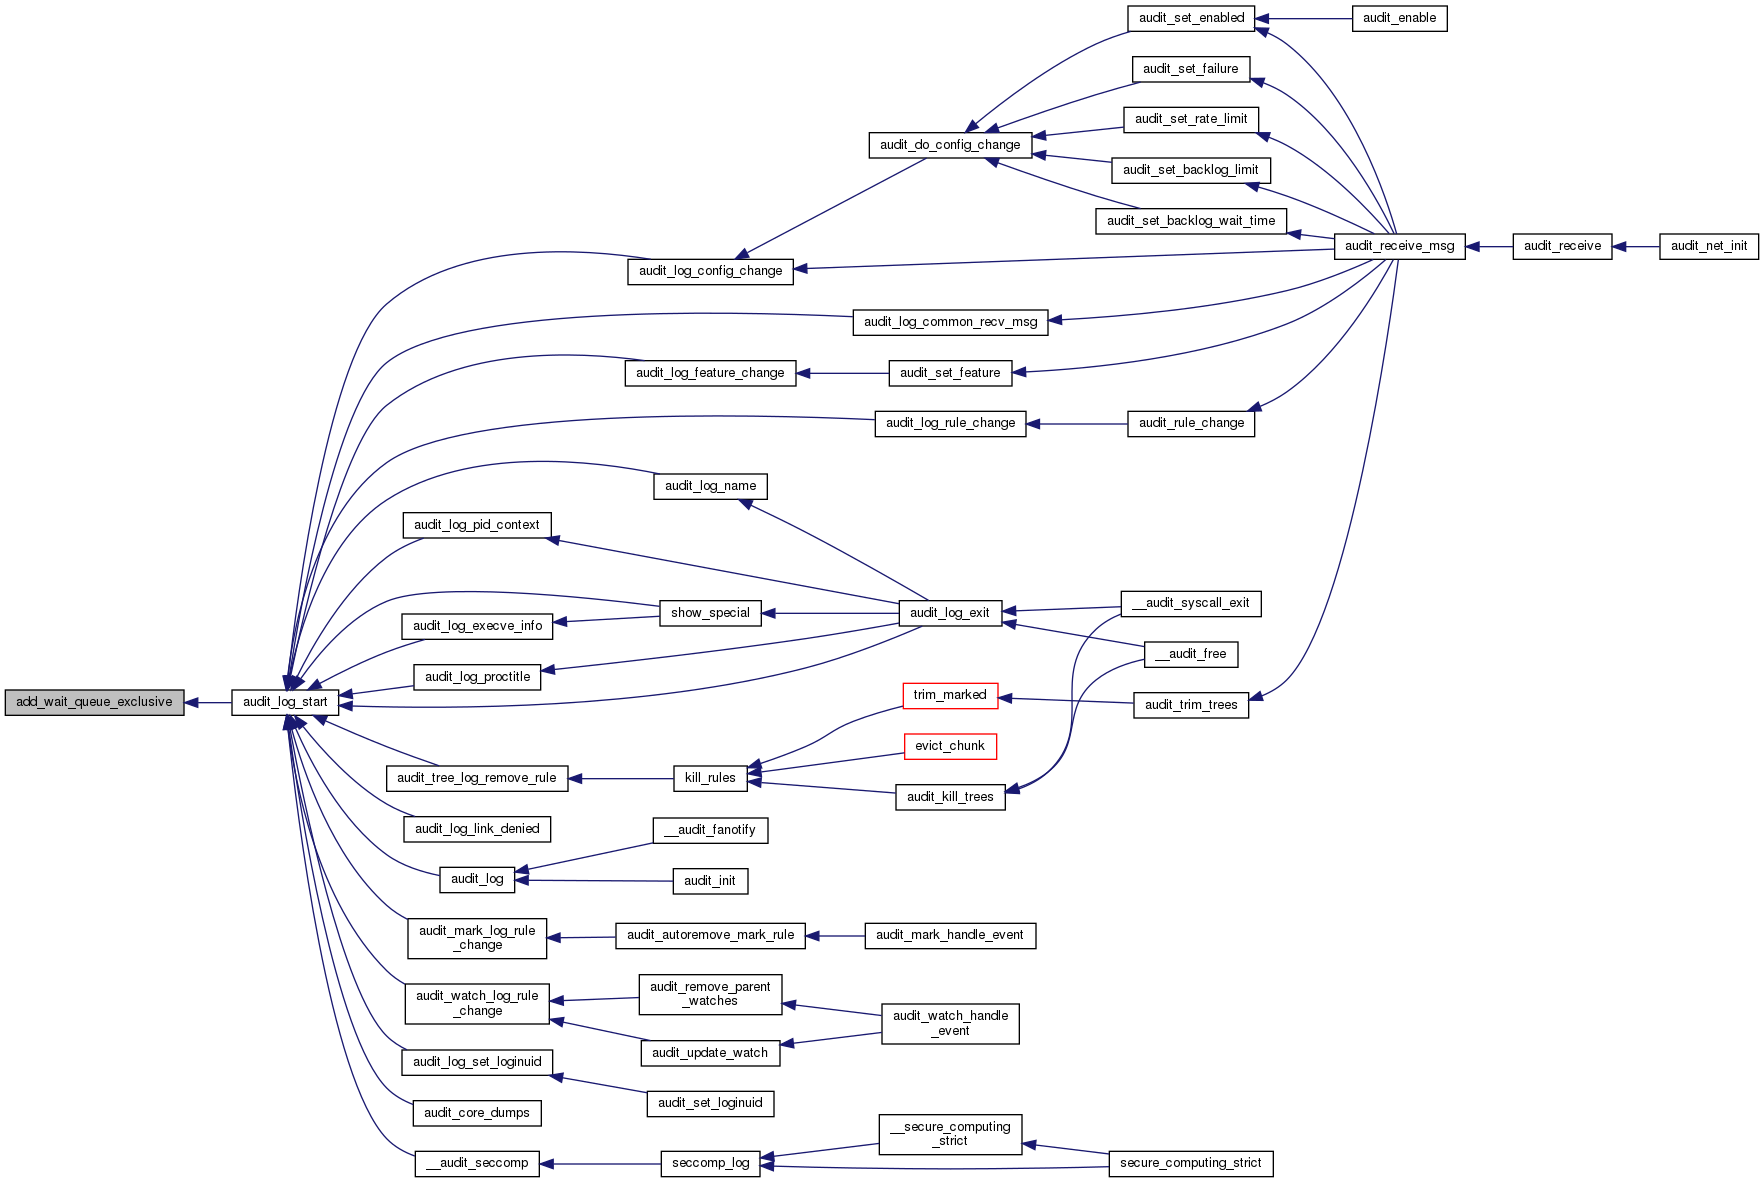 audit_set_enabled
audit_enable
audit_set_failure
audit_set_rate_limit
audit_do_config_change
audit_set_backlog_limit
audit_set_backlog_wait_time
audit_receive_msg
audit_receive
audit_net_init
audit_log_config_change
audit_log_common_recv_msg
audit_log_feature_change
audit_set_feature
audit_log_rule_change
audit_rule_change
audit_log_name
audit_log_pid_context
show_special
audit_log_exit
__audit_syscall_exit
audit_log_execve_info
__audit_free
audit_log_proctitle
trim_marked
audit_trim_trees
add_wait_queue_exclusive
audit_log_start
evict_chunk
audit_tree_log_remove_rule
kill_rules
audit_kill_trees
audit_log_link_denied
__audit_fanotify
audit_log
audit_init
audit_mark_log_rule
_change
audit_autoremove_mark_rule
audit_mark_handle_event
audit_watch_log_rule
_change
audit_remove_parent
_watches
audit_watch_handle
_event
audit_update_watch
audit_log_set_loginuid
audit_set_loginuid
audit_core_dumps
__secure_computing
_strict
__audit_seccomp
seccomp_log
secure_computing_strict